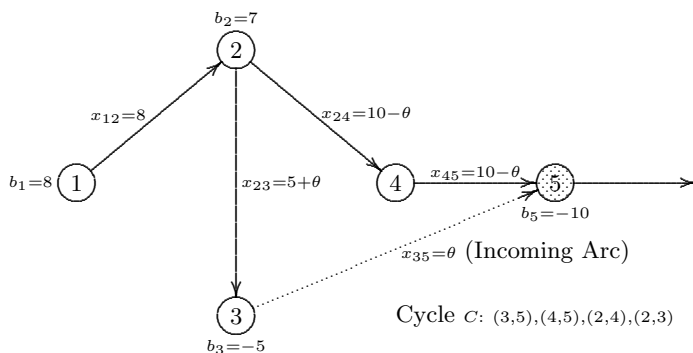 b₂=7
2
x₁₂=8
x₂₄=10−θ
b₁=8
1
x₂₃=5+θ
4
x₄₅=10−θ
5
b₅=−10
x₃₅=θ (Incoming Arc)
3
b₃=−5
Cycle C: (3,5),(4,5),(2,4),(2,3)